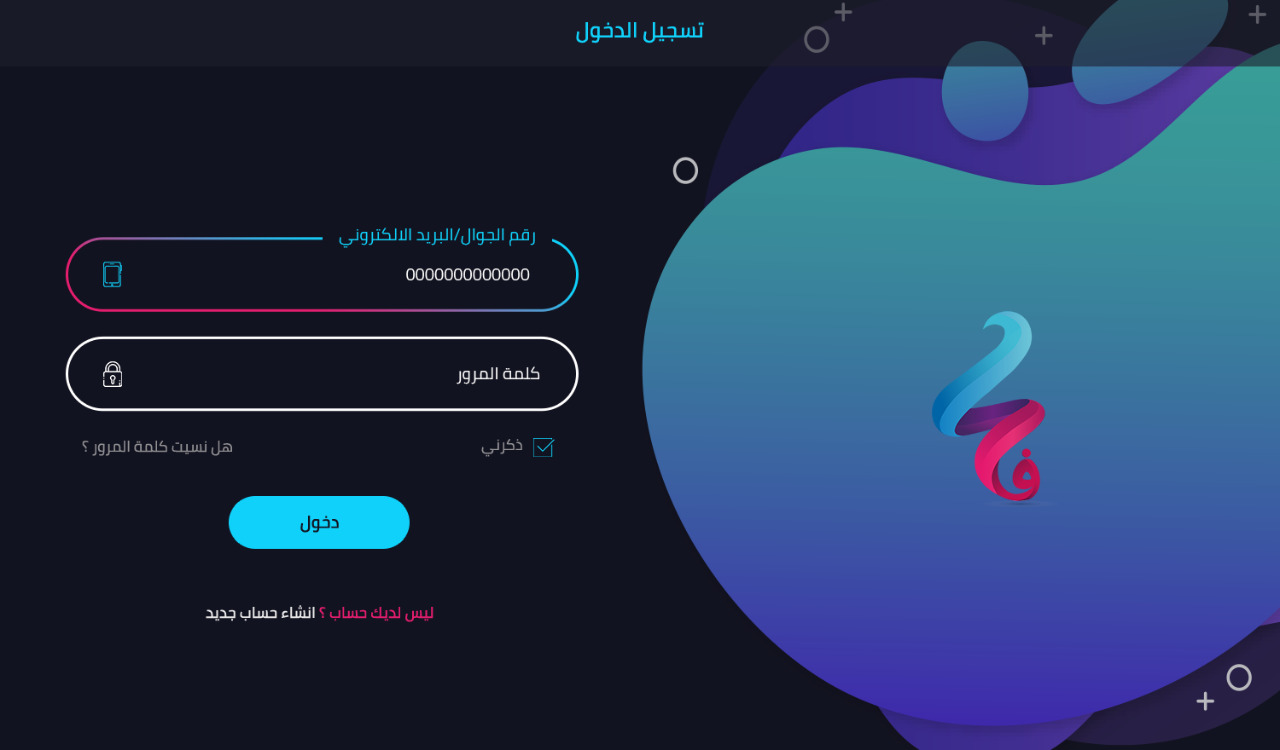 تسجيل الدخول
رقم الجوال/البريد الالكتروني
0000000000000
كلمة المرور
ذكرني
هل نسيت كلمة المرور ؟
دخول
ليس لديك حساب ؟ انشاء حساب جديد